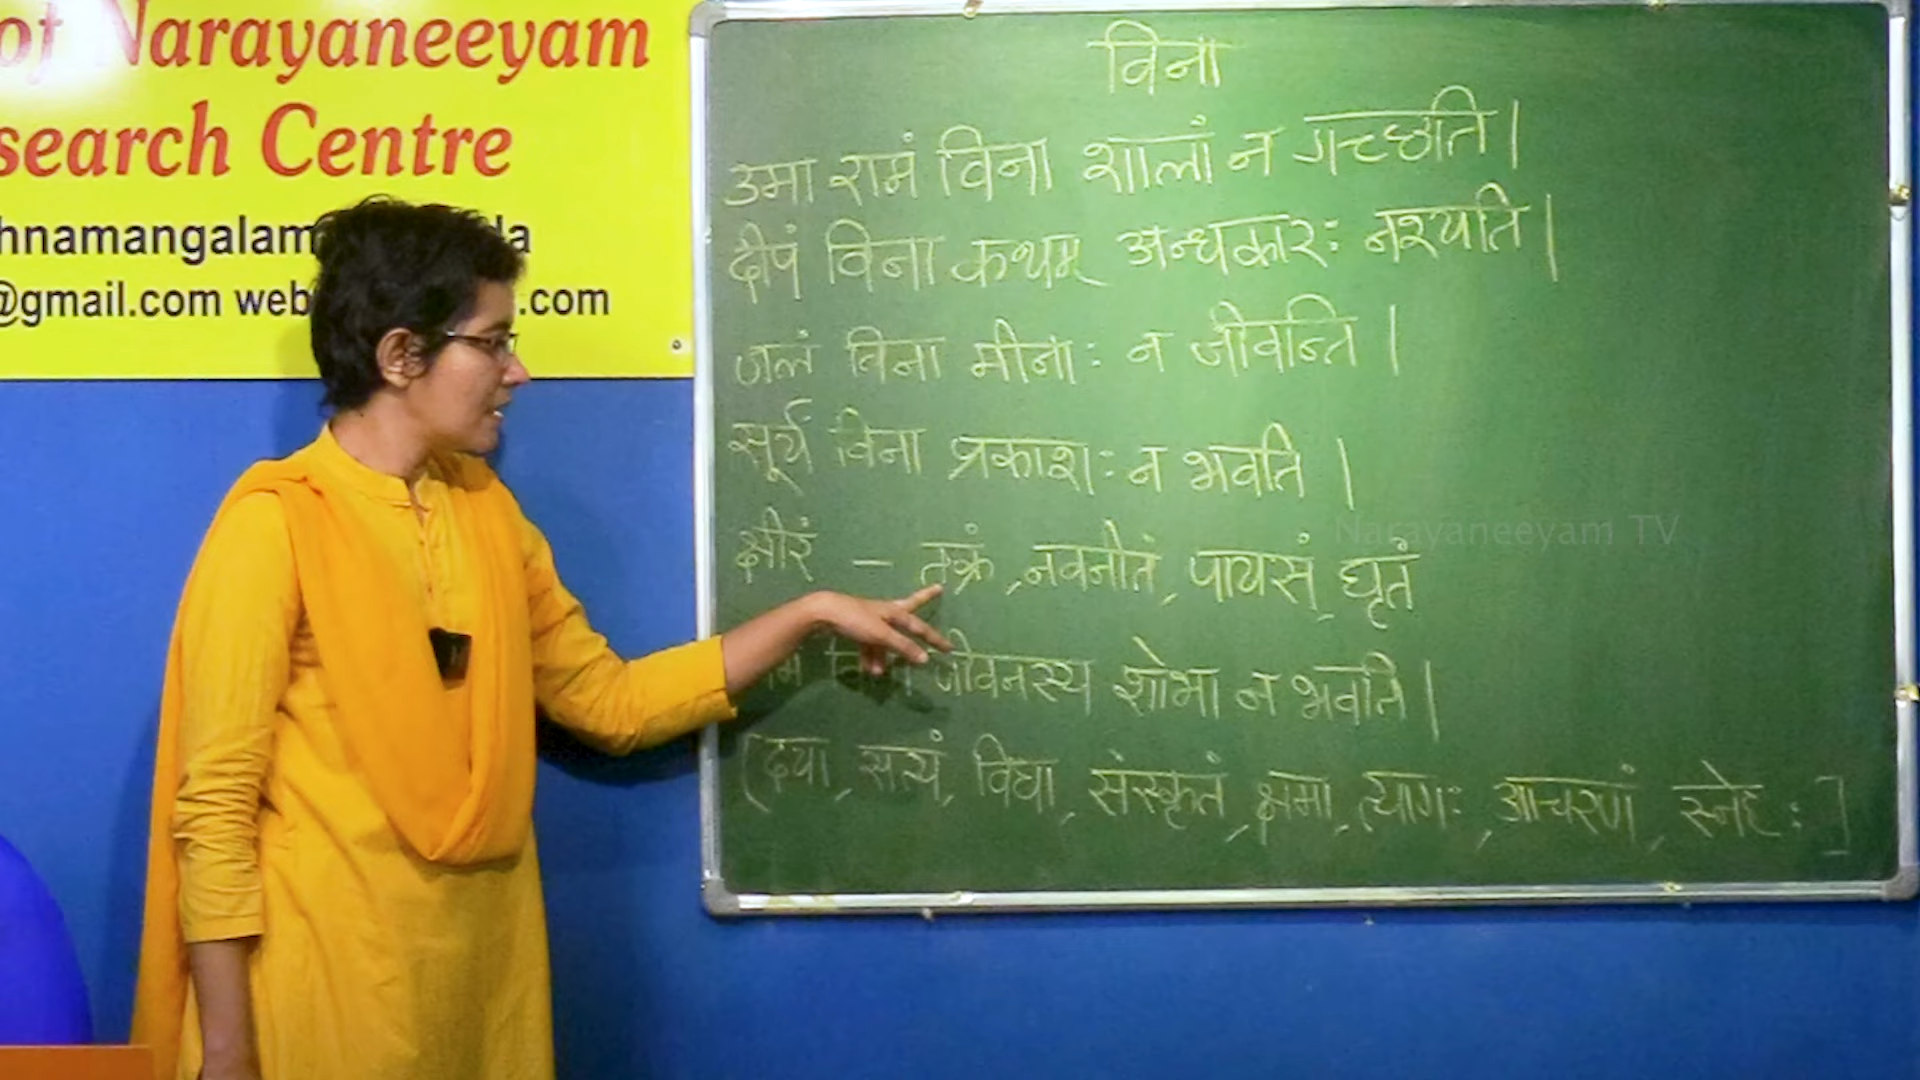 of Narayaneeyam
search Centre
hnamangalam
@gmail.com web .com
विना
उमा रामं विना शालां न गच्छति।
दीपं विना कथम् अन्धकारः नश्यति।
जलं विना मीनाः न जीवन्ति।
सूर्यं विना प्रकाशः न भवति।
क्षीरं – तक्रं, नवनीतं, पायसं, घृतं
जीवनस्य शोभा न भवति।
(दया, सत्यं, विद्या, संस्कृतं, क्षमा, त्यागः, आचरणं, स्नेहः]
Narayaneeyam TV